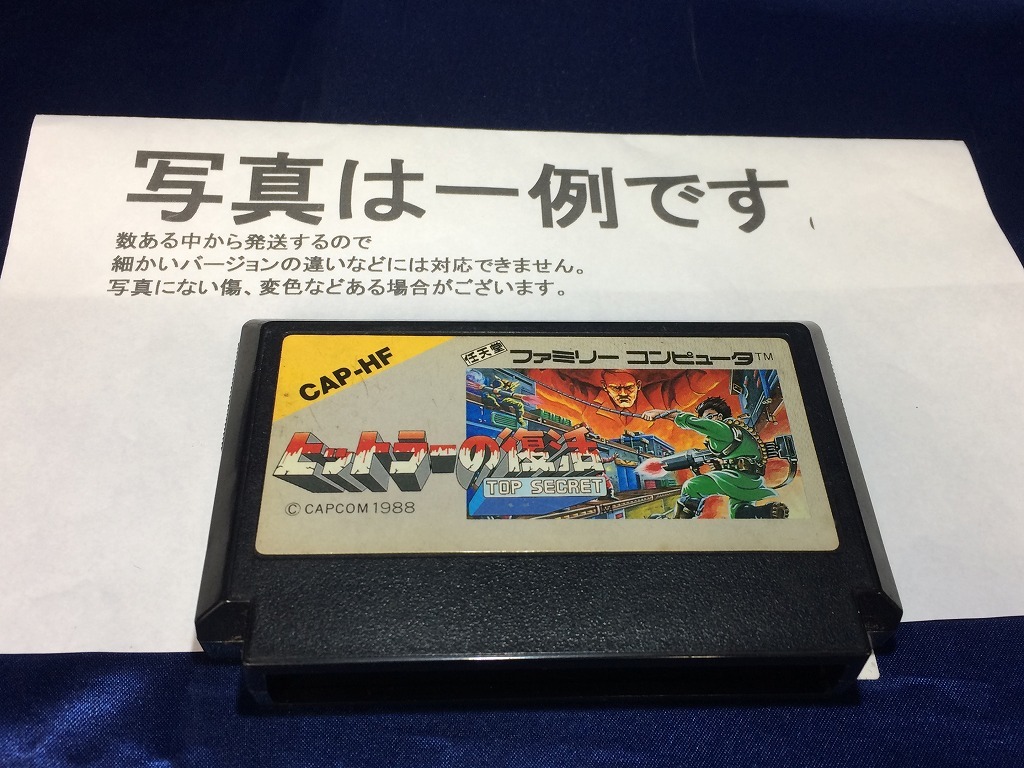 写真は一例です
数ある中から発送するので
細かいバージョンの違いなどには対応できません。
写真にない傷、変色などある場合がございます。
CAP-HF
任天堂 ファミリー コンピュータ™
ヒットラーの復活
TOP SECRET
©CAPCOM 1988